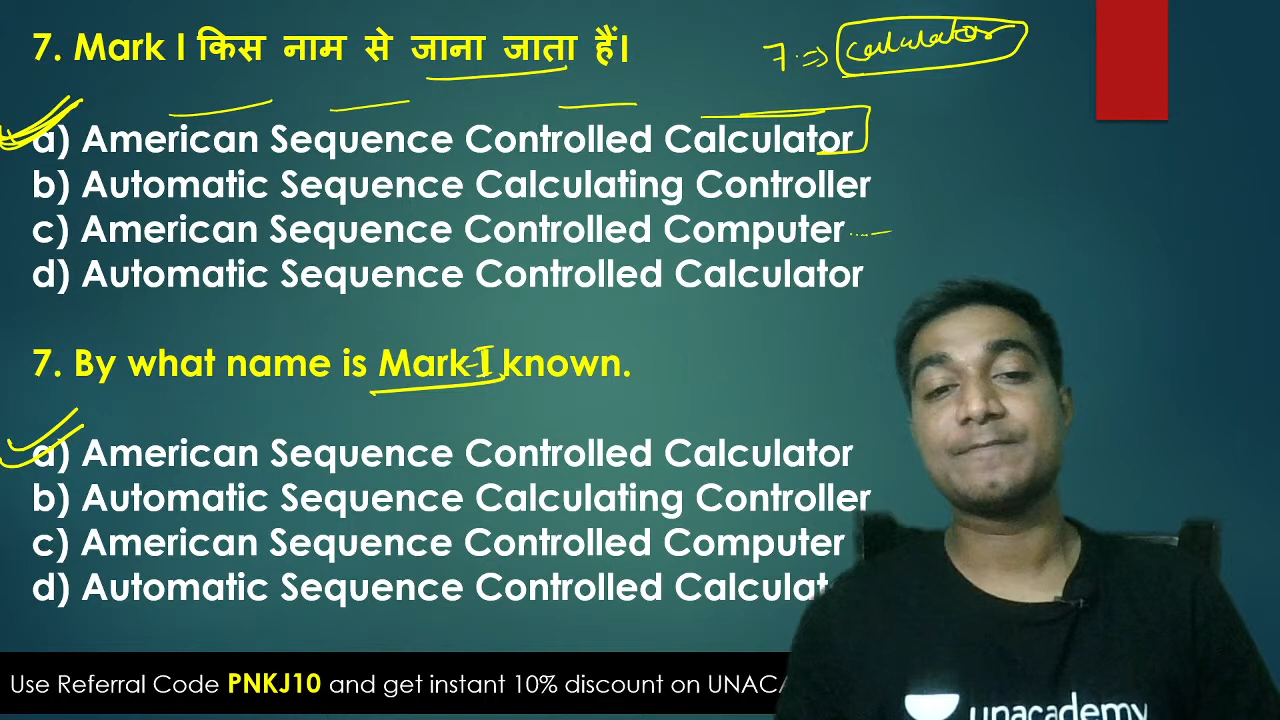 7. Mark I किस नाम से जाना जाता हैं।
7. => Calculator
a) American Sequence Controlled Calculator
b) Automatic Sequence Calculating Controller
c) American Sequence Controlled Computer
d) Automatic Sequence Controlled Calculator
7. By what name is Mark I known.
a) American Sequence Controlled Calculator
b) Automatic Sequence Calculating Controller
c) American Sequence Controlled Computer
d) Automatic Sequence Controlled Calculat
Use Referral Code PNKJ10 and get instant 10% discount on UNAC
unacademy